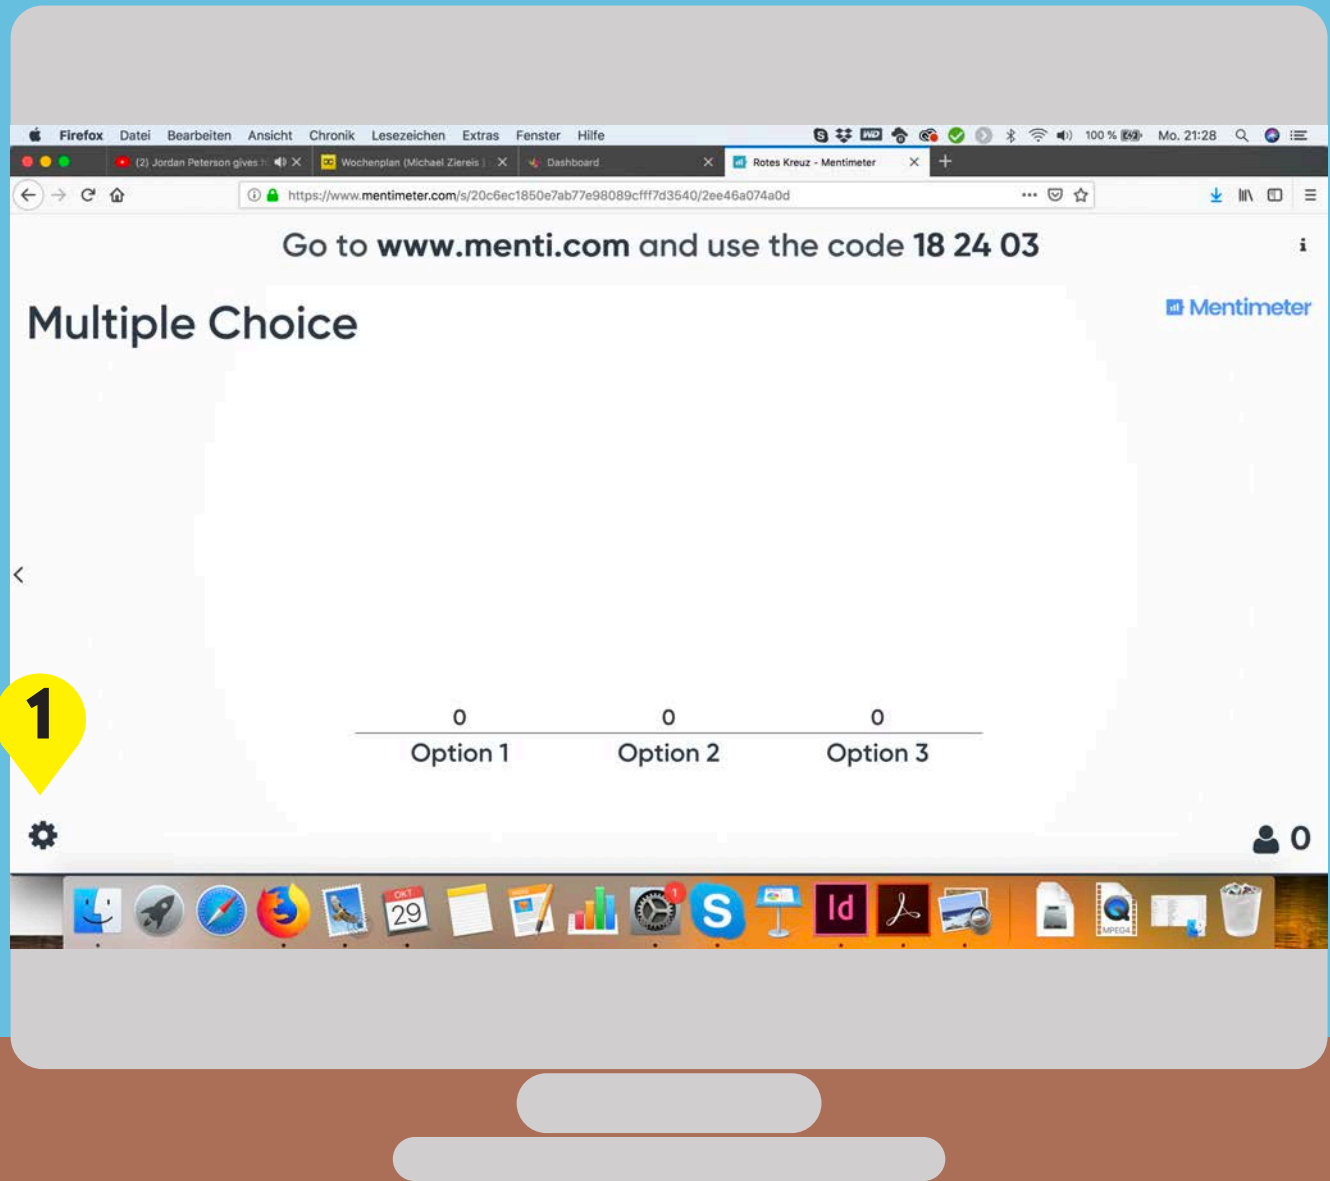 Firefox Datei Bearbeiten Ansicht Chronik Lesezeichen Extras Fenster Hilfe 100 % Mo. 21:28
(2) Jordan Peterson gives Wochenplan (Michael Ziereis) Dashboard Rotes Kreuz - Mentimeter
https://www.mentimeter.com/s/20c6ec1850e7ab77e98089cfff7d3540/2ee46a074a0d
Go to www.menti.com and use the code 18 24 03
Multiple Choice
Mentimeter
1
0 0 0
Option 1 Option 2 Option 3
0
OKT
29
1
S
Id
MPEG4